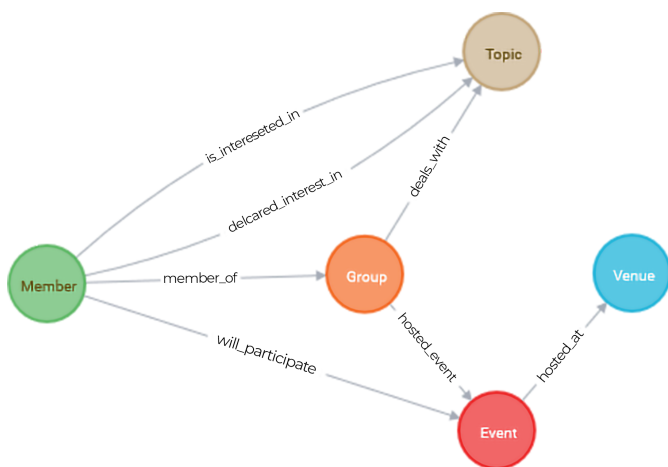 Topic
is_intereseted_in
deals_with
delcared_interest_in
Group
Venue
member_of
Member
hosted_event
will_participate
hosted_at
Event